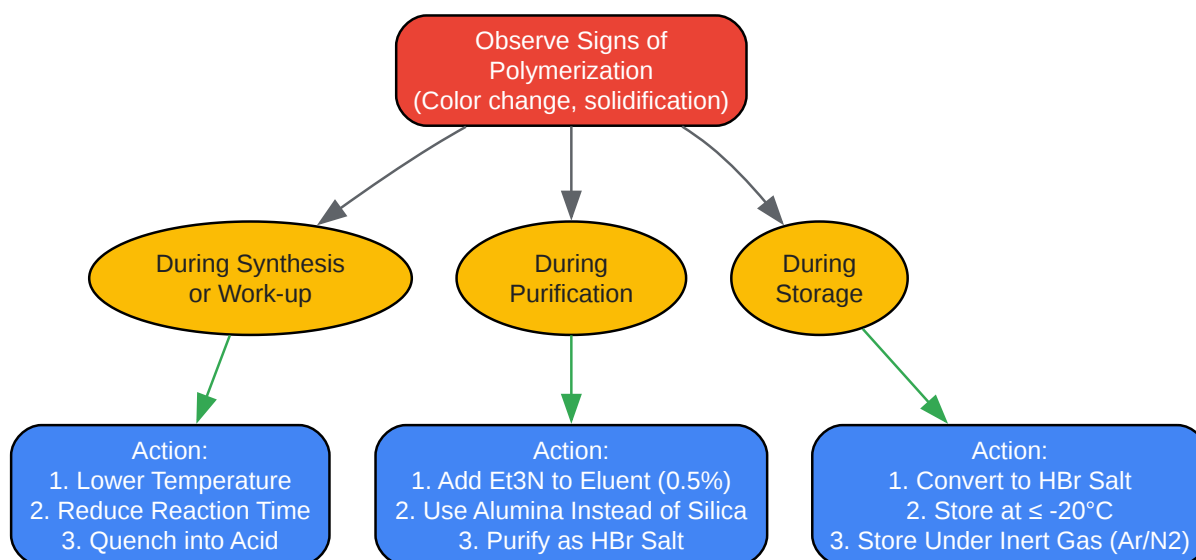 Observe Signs of
Polymerization
(Color change, solidification)
During Synthesis
or Work-up
During
Purification
During
Storage
Action:
1. Lower Temperature
2. Reduce Reaction Time
3. Quench into Acid
Action:
1. Add Et3N to Eluent (0.5%)
2. Use Alumina Instead of Silica
3. Purify as HBr Salt
Action:
1. Convert to HBr Salt
2. Store at ≤ -20°C
3. Store Under Inert Gas (Ar/N2)